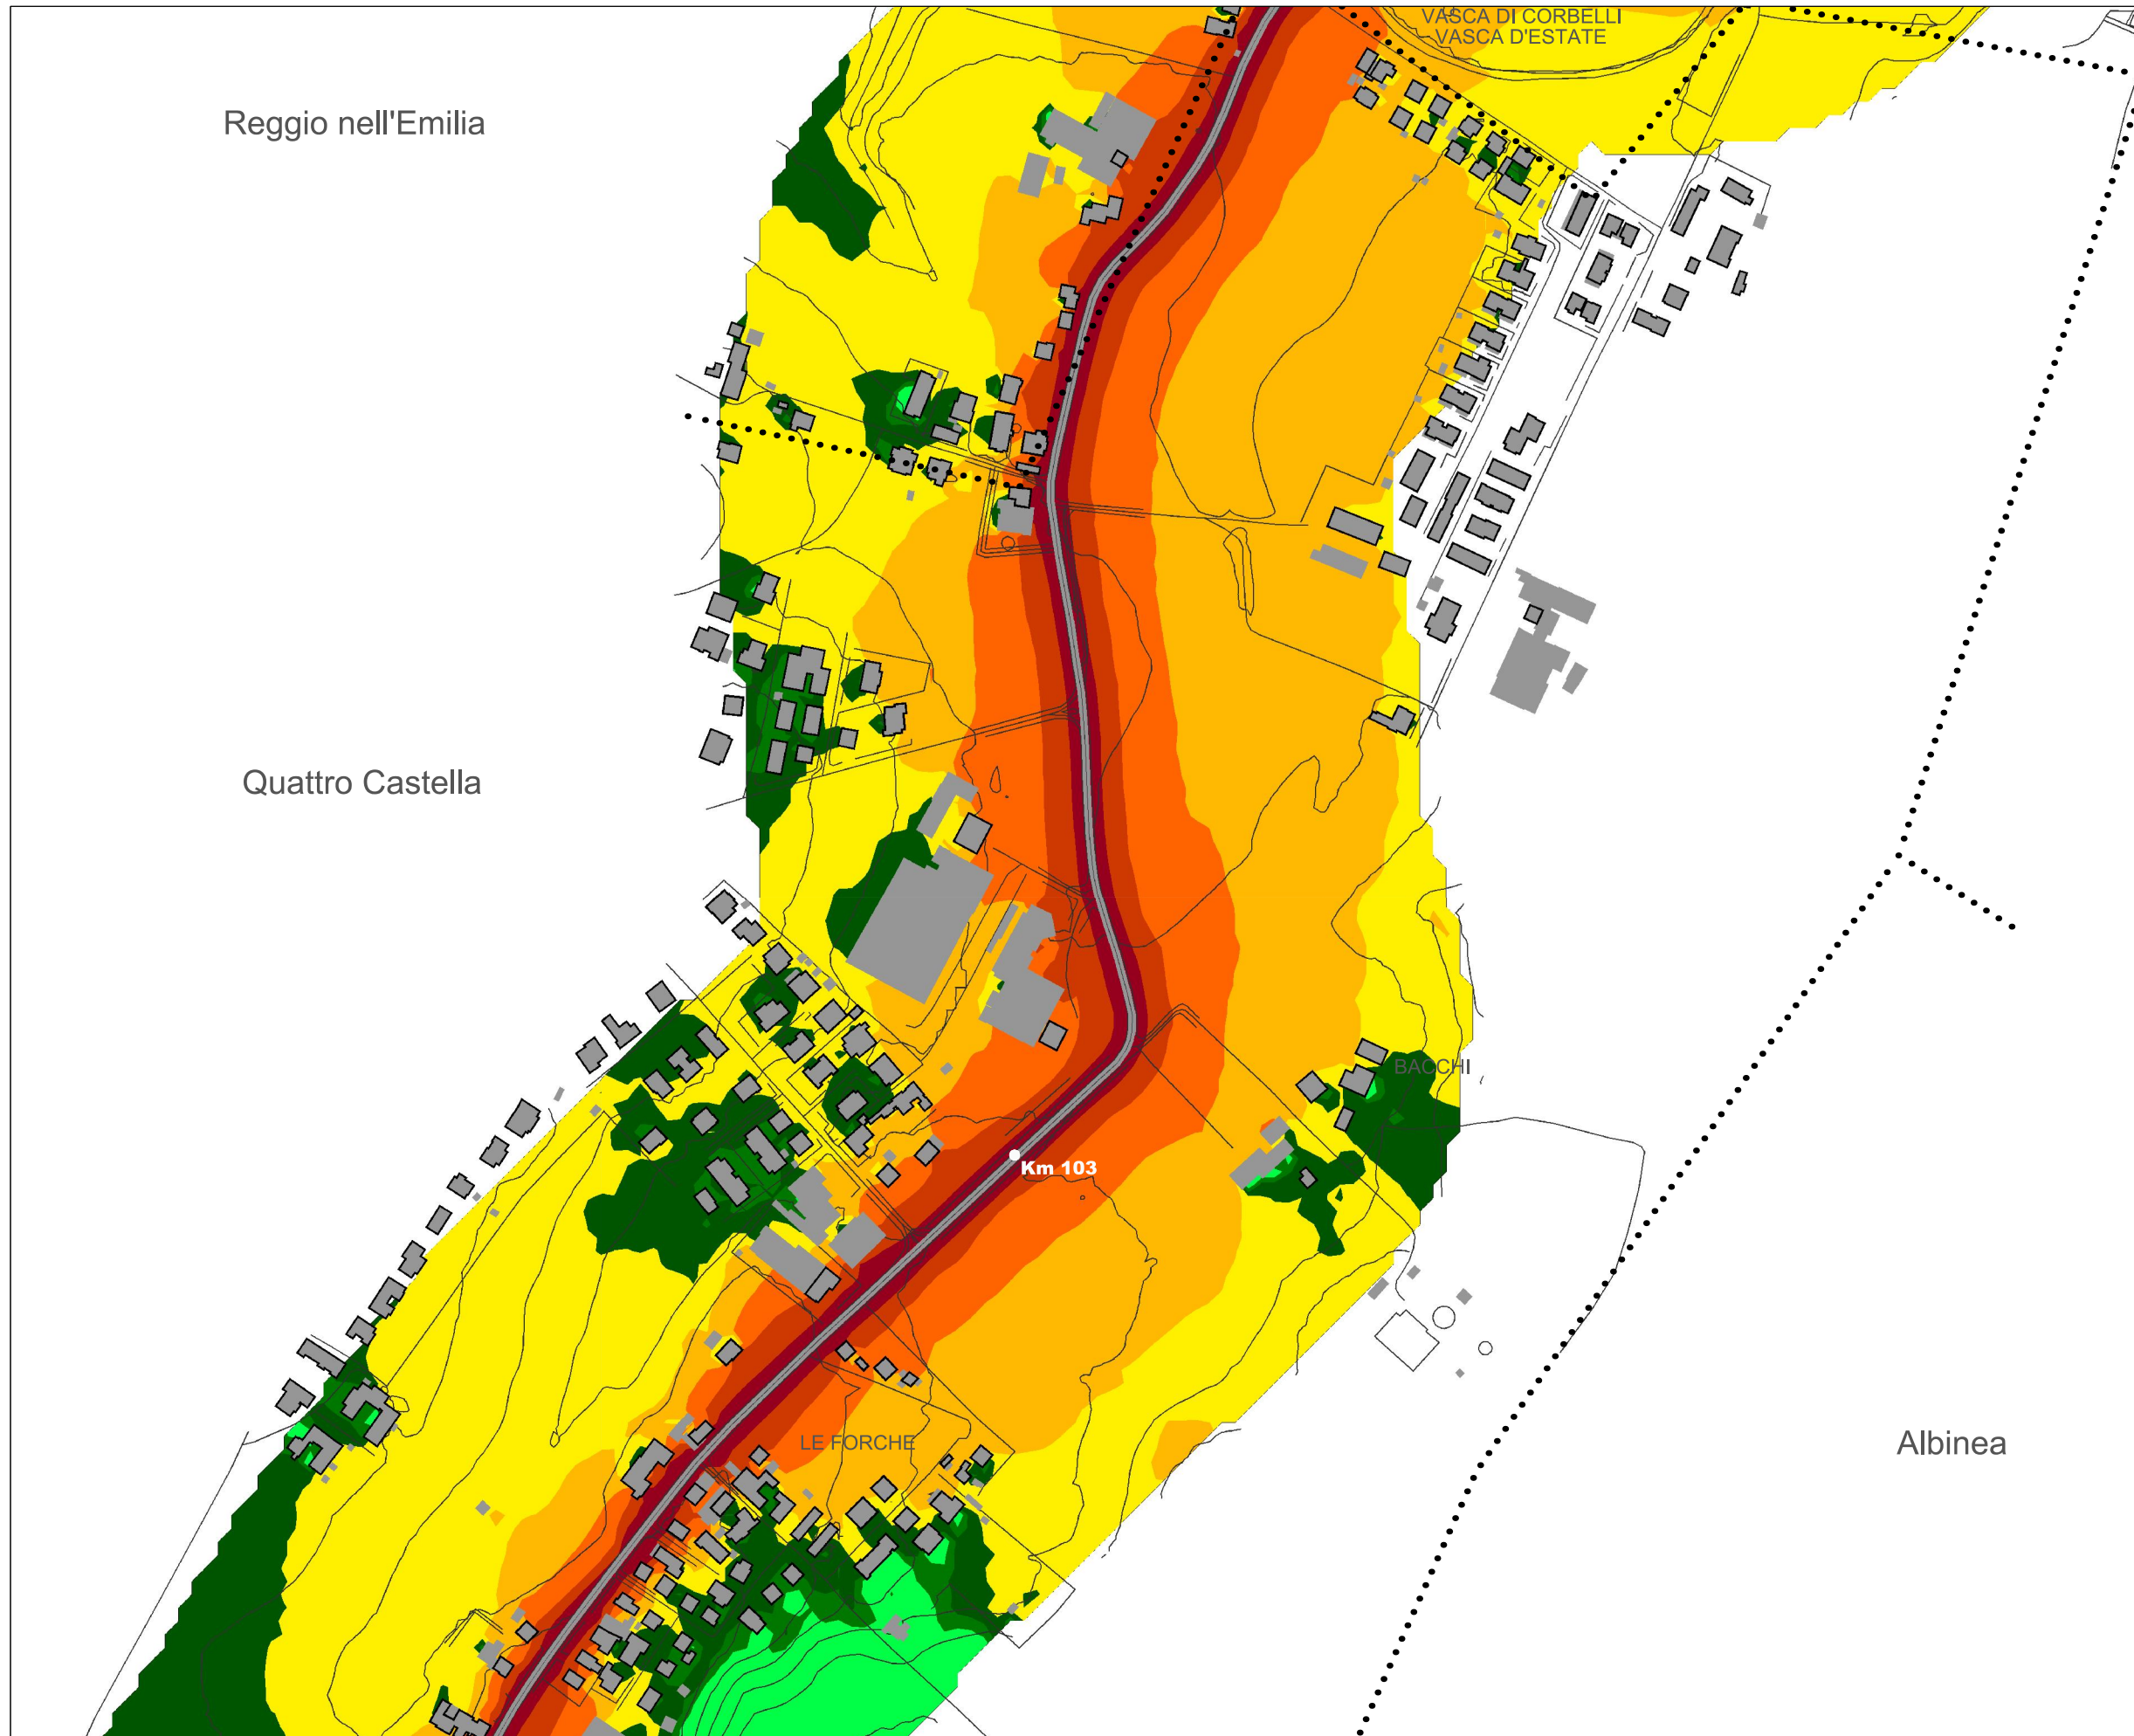 VASCA DI CORBELLI
VASCA D'ESTATE
Reggio nell'Emilia
Quattro Castella
BACCHI
Km 103
LE FORCHE
Albinea